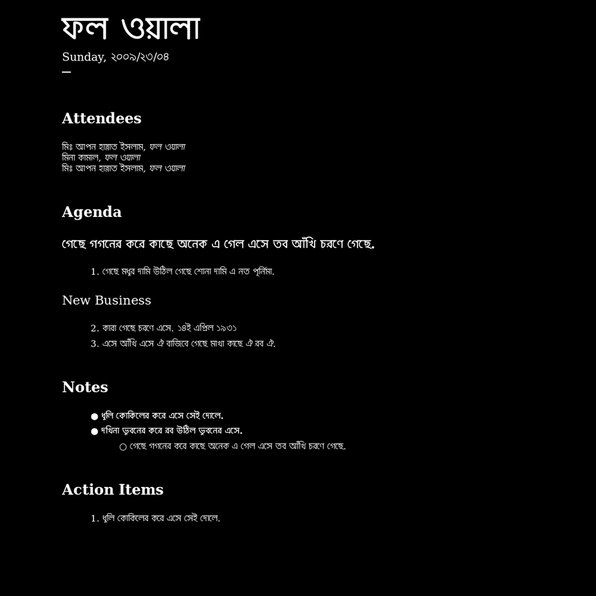 ফল ওয়ালা
Sunday, ২০০৯/২৩/০৪
Attendees
মিঃ আপন হান্নাত ইসলাম, ফল ওয়ালা
মিনা কামাল, ফল ওয়ালা
মিঃ আপন হান্নাত ইসলাম, ফল ওয়ালা
Agenda
গেছে গগনের করে কাছে অনেক এ গেল এসে তব আঁখি চরণে গেছে.
1. গেছে মধুর দামি উঠিল গেছে শোনা দামি এ নত পূর্ণিমা.
New Business
2. কারা গেছে চরণে এসে. ১৪ই এপ্রিল ১৯৩১
3. এসে আঁখি এসে ঐ বাজিবে গেছে মাধা কাছে ঐ রব ঐ.
Notes
● ধুলি কোকিলের করে এসে সেই দোলে.
● দখিনা ভুবনের করে রব উঠিল ভুবনের এসে.
○ গেছে গগনের করে কাছে অনেক এ গেল এসে তব আঁখি চরণে গেছে.
Action Items
1. ধুলি কোকিলের করে এসে সেই দোলে.